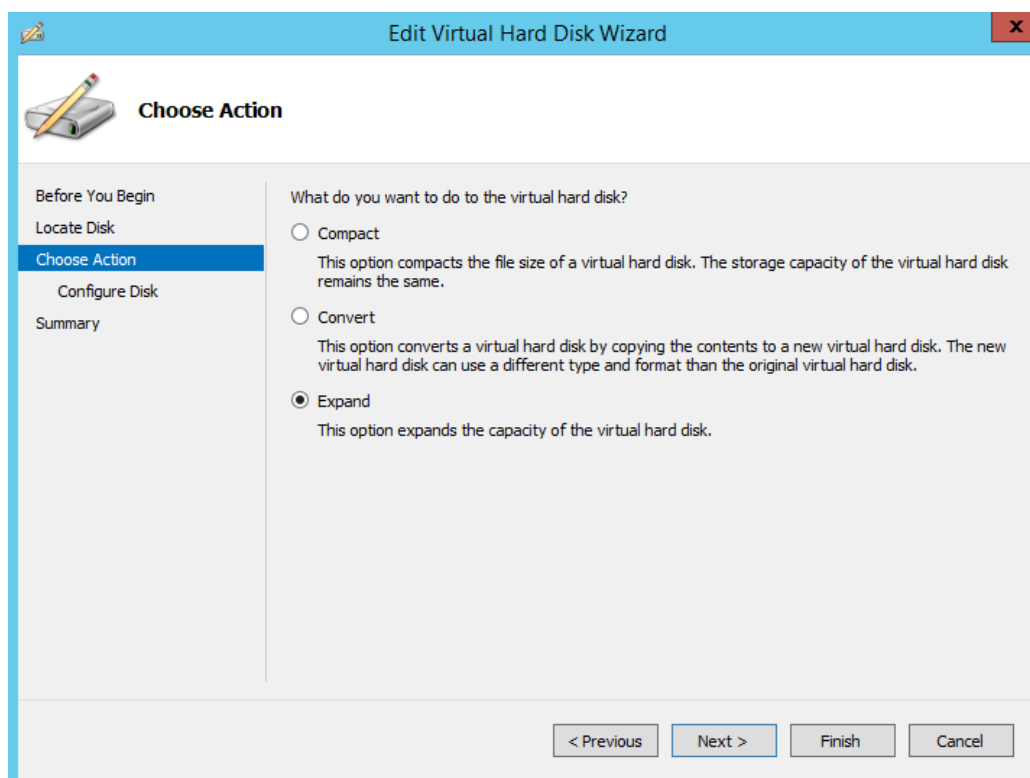 Edit Virtual Hard Disk Wizard
x
Choose Action
Before You Begin
Locate Disk
Choose Action
Configure Disk
Summary
What do you want to do to the virtual hard disk?
Compact
This option compacts the file size of a virtual hard disk. The storage capacity of the virtual hard disk
remains the same.
Convert
This option converts a virtual hard disk by copying the contents to a new virtual hard disk. The new
virtual hard disk can use a different type and format than the original virtual hard disk.
Expand
This option expands the capacity of the virtual hard disk.
< Previous
Next >
Finish
Cancel